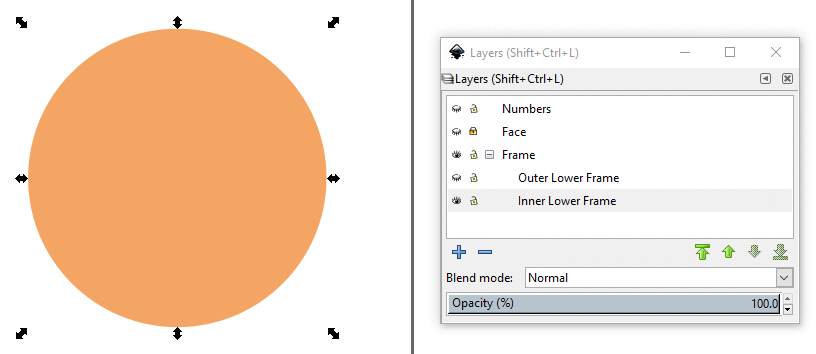 Layers (Shift+Ctrl+L)
Layers (Shift+Ctrl+L)
Numbers
Face
Frame
Outer Lower Frame
Inner Lower Frame
Blend mode: Normal
Opacity (%) 100.0